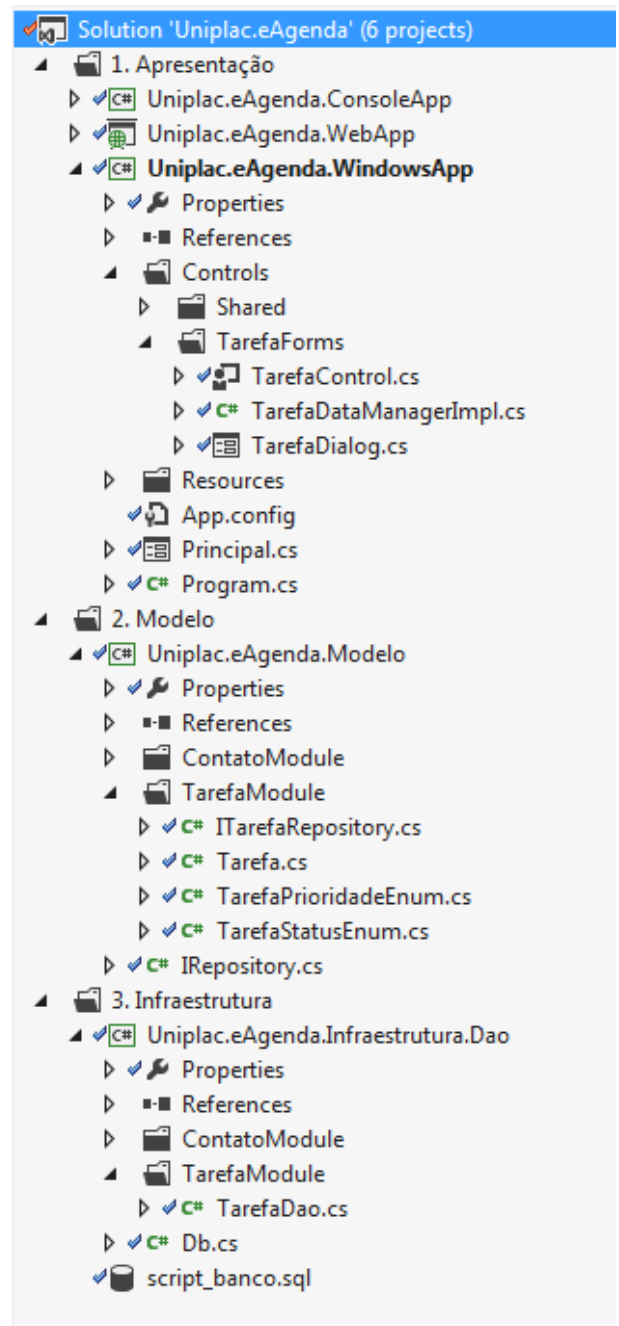 Solution 'Uniplac.eAgenda' (6 projects)
1. Apresentação
C# Uniplac.eAgenda.ConsoleApp
Uniplac.eAgenda.WebApp
C# Uniplac.eAgenda.WindowsApp
Properties
References
Controls
Shared
TarefaForms
TarefaControl.cs
C# TarefaDataManagerImpl.cs
TarefaDialog.cs
Resources
App.config
Principal.cs
C# Program.cs
2. Modelo
C# Uniplac.eAgenda.Modelo
Properties
References
ContatoModule
TarefaModule
C# ITarefaRepository.cs
C# Tarefa.cs
C# TarefaPrioridadeEnum.cs
C# TarefaStatusEnum.cs
C# IRepository.cs
3. Infraestrutura
C# Uniplac.eAgenda.Infraestrutura.Dao
Properties
References
ContatoModule
TarefaModule
C# TarefaDao.cs
C# Db.cs
script_banco.sql